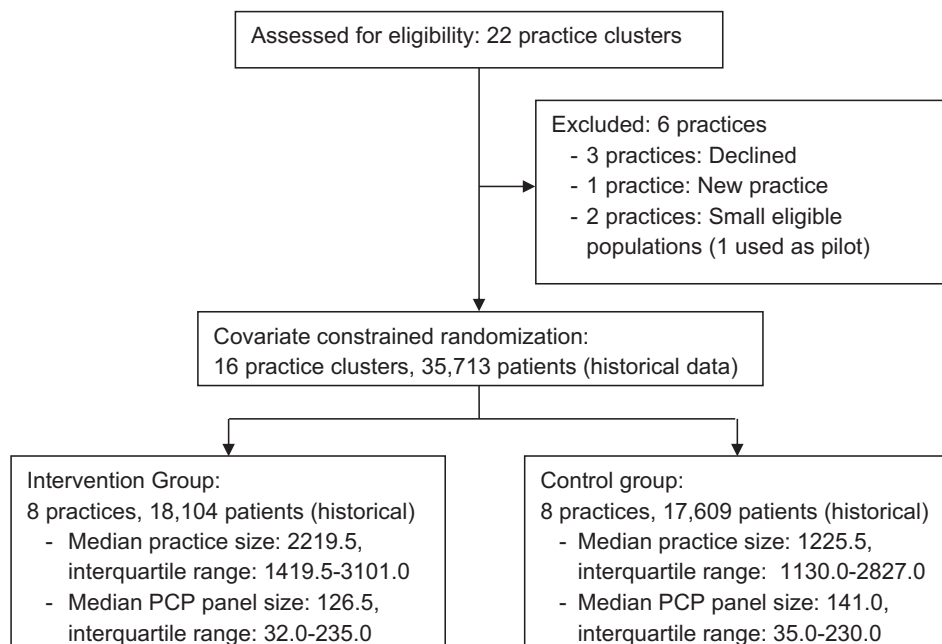 Assessed for eligibility: 22 practice clusters
Excluded: 6 practices
- 3 practices: Declined
- 1 practice: New practice
- 2 practices: Small eligible
populations (1 used as pilot)
Covariate constrained randomization:
16 practice clusters, 35,713 patients (historical data)
Intervention Group:
8 practices, 18,104 patients (historical)
- Median practice size: 2219.5,
interquartile range: 1419.5-3101.0
- Median PCP panel size: 126.5,
interquartile range: 32.0-235.0
Control group:
8 practices, 17,609 patients (historical)
- Median practice size: 1225.5,
interquartile range: 1130.0-2827.0
- Median PCP panel size: 141.0,
interquartile range: 35.0-230.0